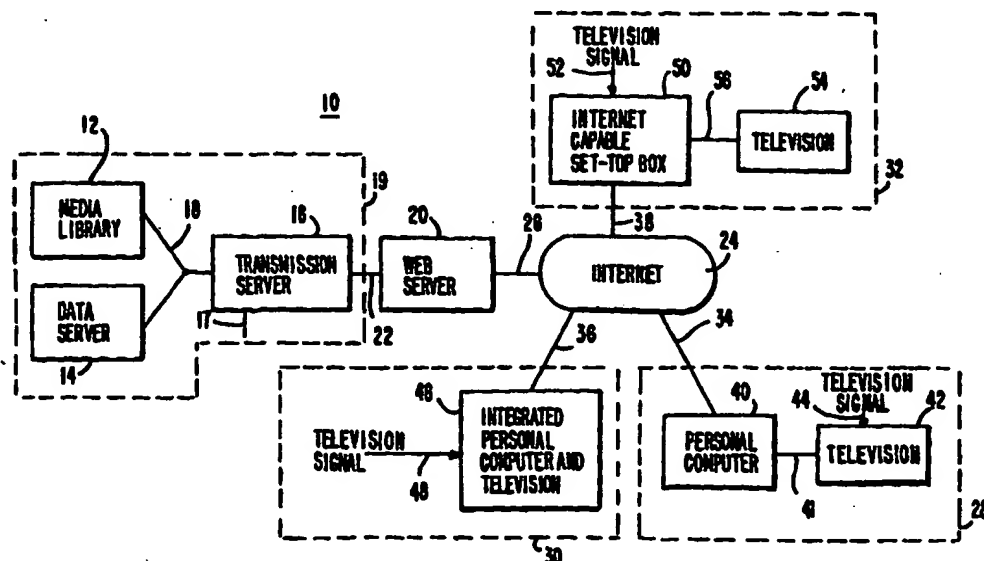 TELEVISION
SIGNAL
52
50
56
54
INTERNET
CAPABLE
SET-TOP BOX
TELEVISION
32
10
12
MEDIA
LIBRARY
18
16
19
TRANSMISSION
SERVER
17
DATA
SERVER
14
20
WEB
SERVER
22
26
38
INTERNET
24
36
34
46
TELEVISION
SIGNAL
48
INTEGRATED
PERSONAL
COMPUTER AND
TELEVISION
30
40
PERSONAL
COMPUTER
41
TELEVISION
SIGNAL
44
42
TELEVISION
28